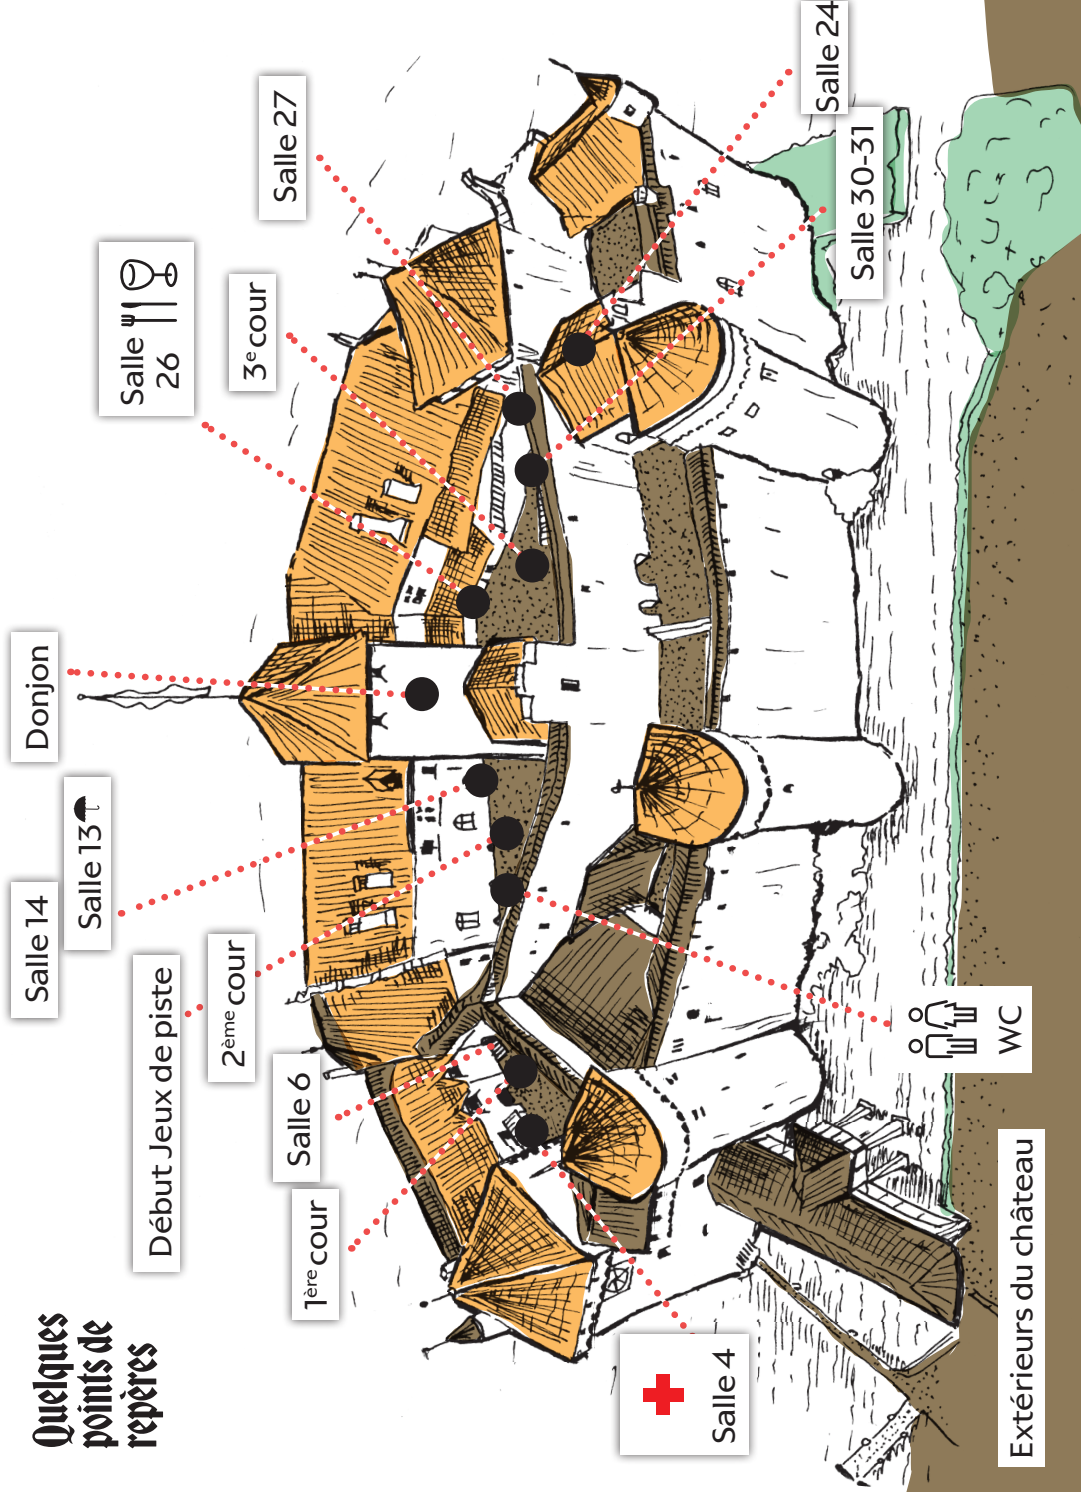 Quelques
points de
repères
Salle 14
Salle 13
Donjon
Début Jeux de piste
2ème cour
Salle 6
1ère cour
Salle
26
3e cour
Salle 27
Salle 24
Salle 30-31
Salle 4
WC
Extérieurs du château